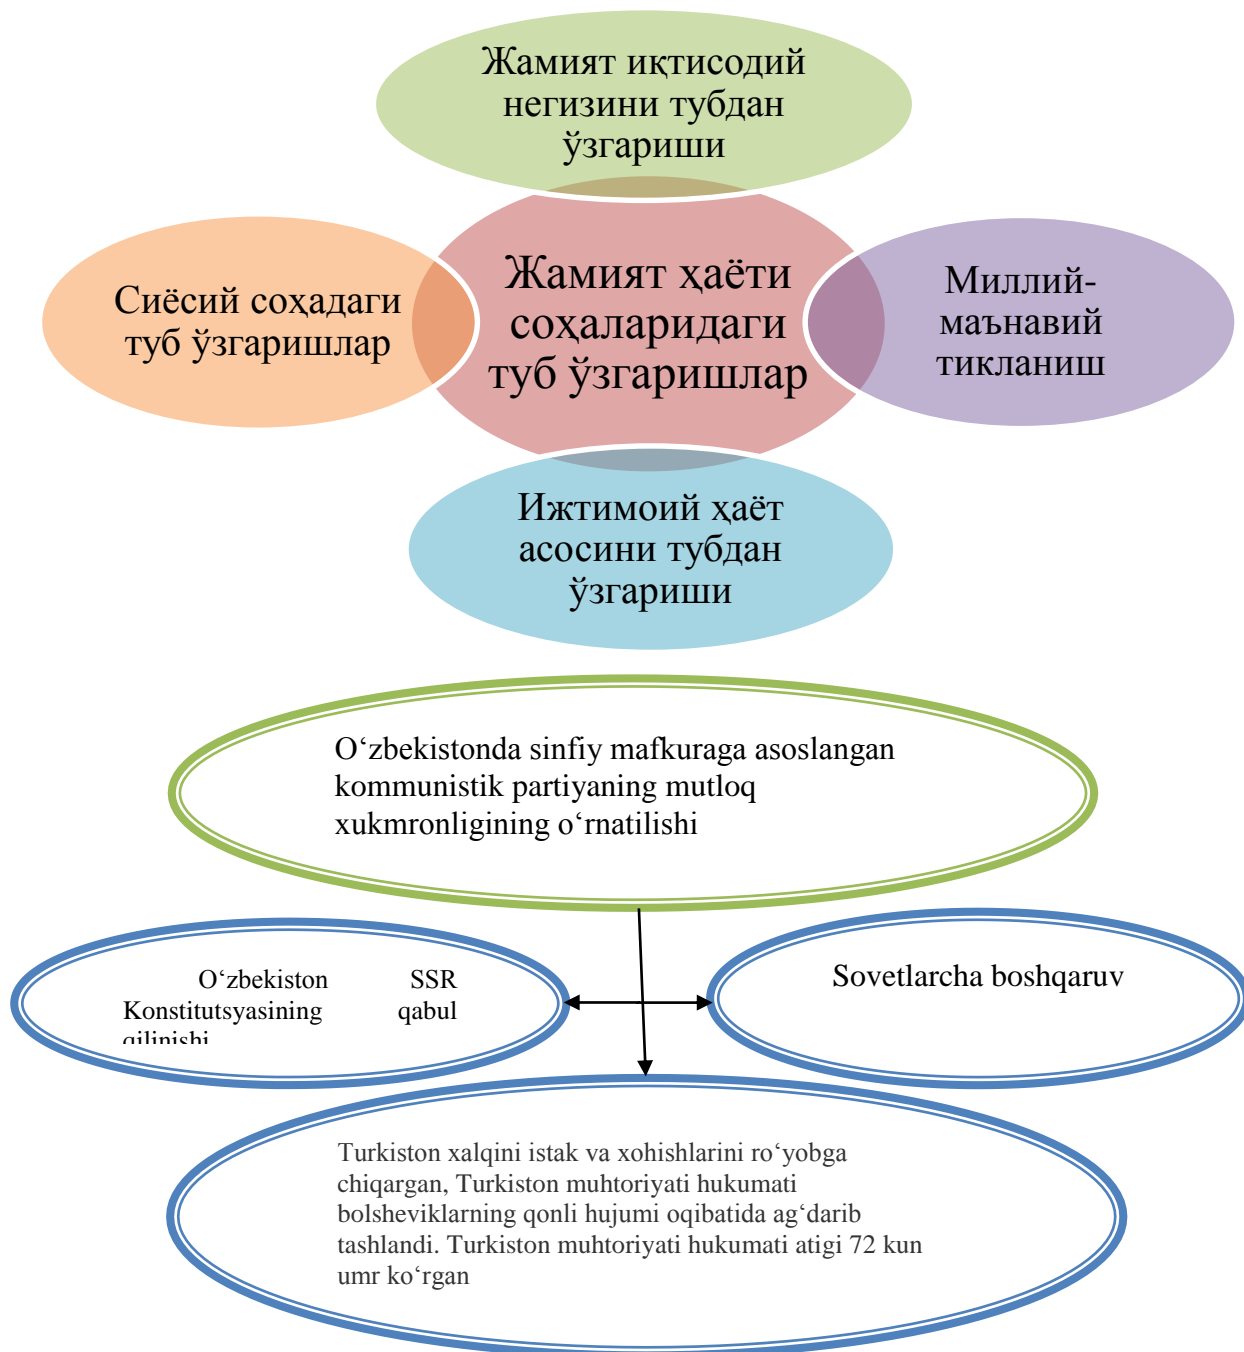 Жамият иқтисодий
негизини тубдан
ўзгариши
Сиёсий соҳадаги
туб ўзгаришлар
Жамият ҳаёти
соҳаларидаги
туб ўзгаришлар
Миллий-
маънавий
тикланиш
Ижтимоий ҳаёт
асосини тубдан
ўзгариши
O‘zbekistonda sinfiy mafkuraga asoslangan
kommunistik partiyaning mutloq
xukmronligining o‘rnatilishi
O‘zbekiston SSR
Konstitutsyasining qabul
qilinishi
Sovetlarcha boshqaruv
Turkiston xalqini istak va xohishlarini ro‘yobga
chiqargan, Turkiston muhtoriyati hukumati
bolsheviklarning qonli hujumi oqibatida ag‘darib
tashlandi. Turkiston muhtoriyati hukumati atigi 72 kun
umr ko‘rgan